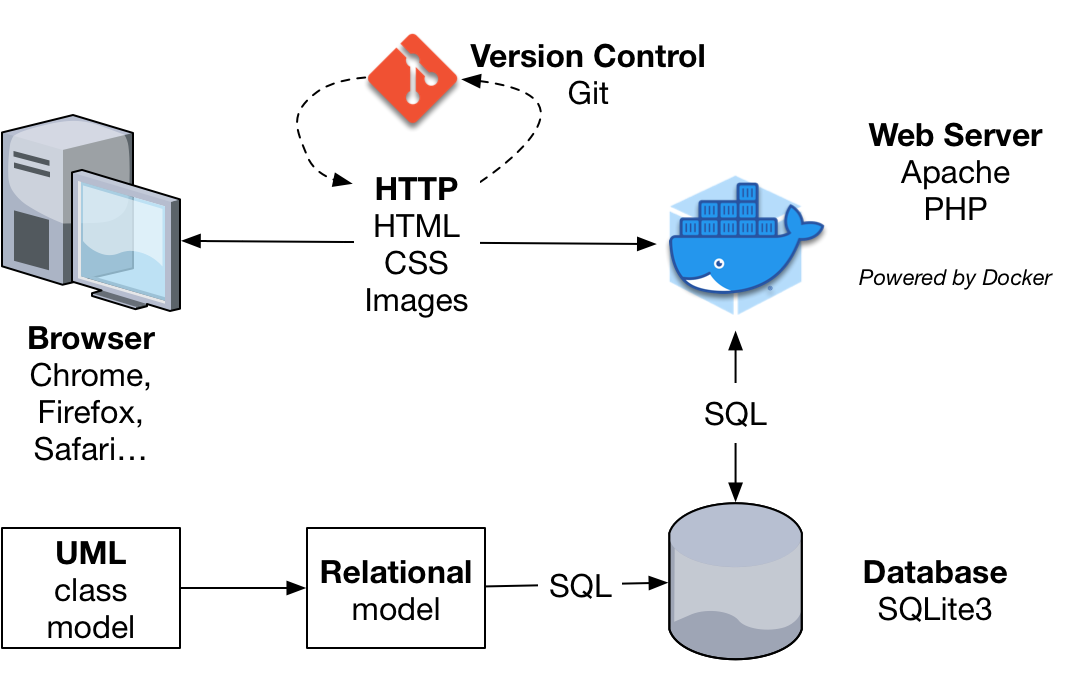 Version Control
Git
Web Server
Apache
PHP
Powered by Docker
HTTP
HTML
CSS
Images
Browser
Chrome,
Firefox,
Safari…
SQL
UML
class
model
Relational
model
SQL
Database
SQLite3